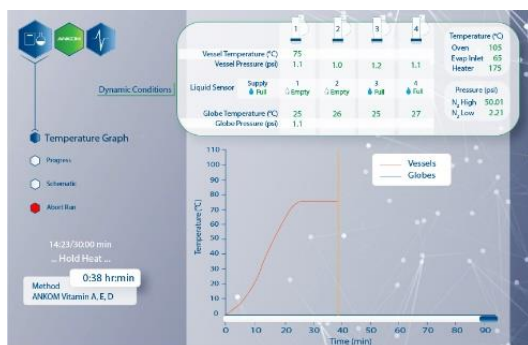 ANKOM
1 2 3 4
Vessel Temperature (°C) 75
Vessel Pressure (psi) 1.1 1.0 1.2 1.1
Liquid Sensor Supply 1 2 3 4
Full Empty Empty Full Full
Globe Temperature (°C) 25 26 25 27
Globe Pressure (psi) 1.1
Temperature (°C)
Oven 105
Evap Inlet 65
Heater 175
Pressure (psi)
N₂ High 50.01
N₂ Low 2.21
Dynamic Conditions
Temperature Graph
Progress
Schematic
Abort Run
14:23/30:00 min
... Hold Heat ...
0:38 hr:min
Method
ANKOM Vitamin A, E, D
Vessels
Globes
Temperature (°C)
110
100
90
80
70
60
50
40
30
20
10
0
0 10 20 30 40 50 60 70 80 90
Time (min)